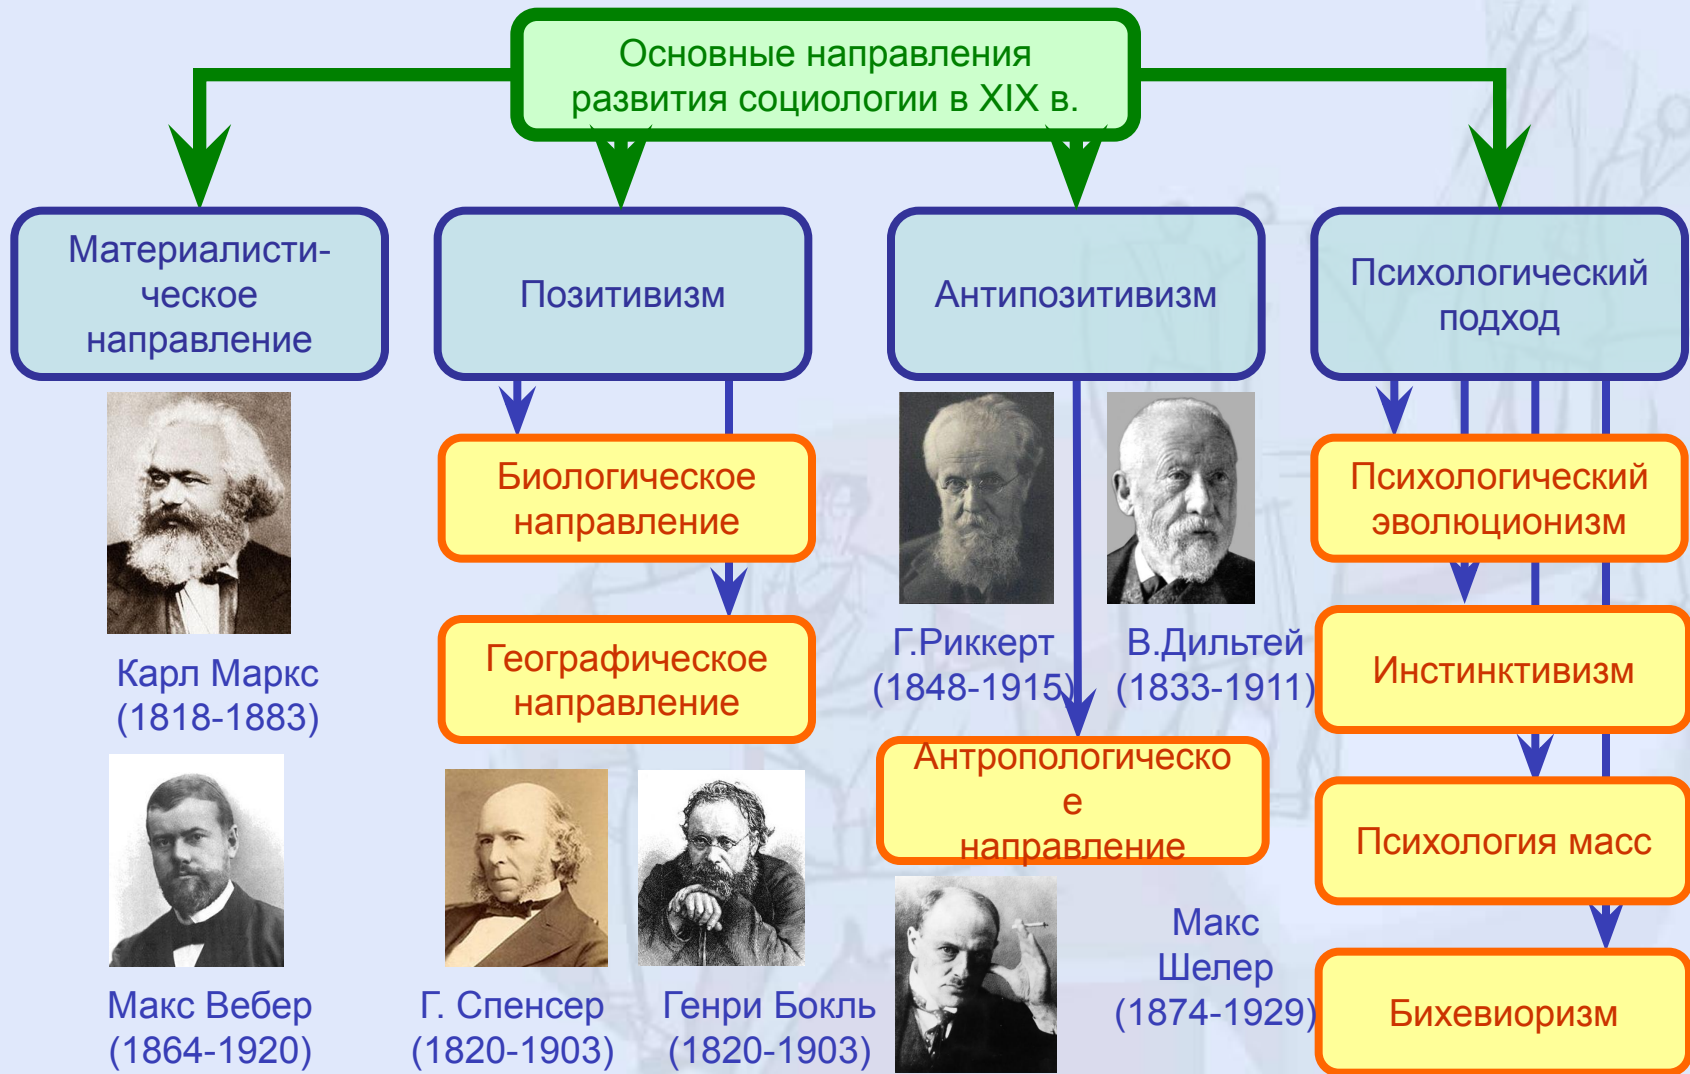 Основные направления
развития социологии в XIX в.
Материалисти-
ческое
направление
Позитивизм
Антипозитивизм
Психологический
подход
Карл Маркс
(1818-1883)
Макс Вебер
(1864-1920)
Биологическое
направление
Географическое
направление
Г. Спенсер
(1820-1903)
Генри Бокль
(1820-1903)
Г.Риккерт
(1848-1915)
В.Дильтей
(1833-1911)
Антропологическо
е
направление
Макс
Шелер
(1874-1929)
Психологический
эволюционизм
Инстинктивизм
Психология масс
Бихевиоризм